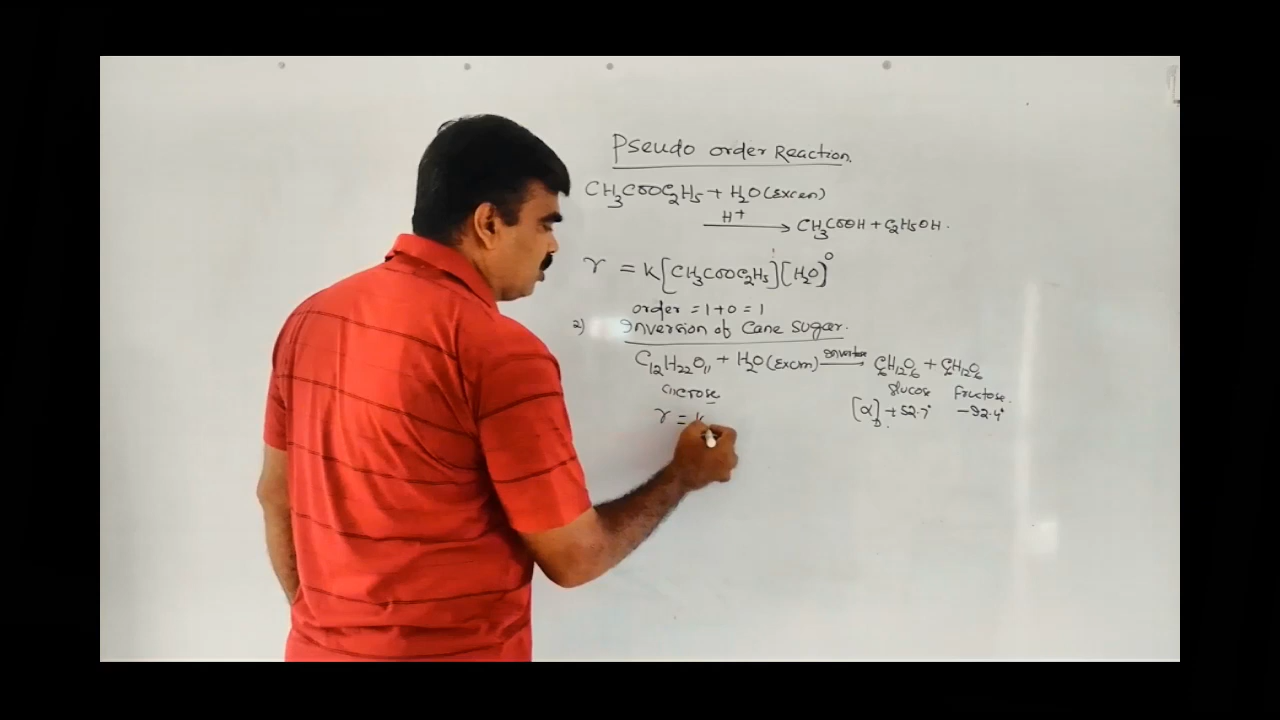 Pseudo order Reaction.
CH3COOC2H5 + H2O (Excess)
H+ → CH3COOH + C2H5OH.
r = K[CH3COOC2H5]¹[H2O]⁰
order = 1 + 0 = 1
2) Inversion of Cane Sugar.
C12H22O11 + H2O (Excess) Invertase → C6H12O6 + C6H12O6
Sucrose Glucose Fructose.
r = k [α]D. +52.7° -92.4°